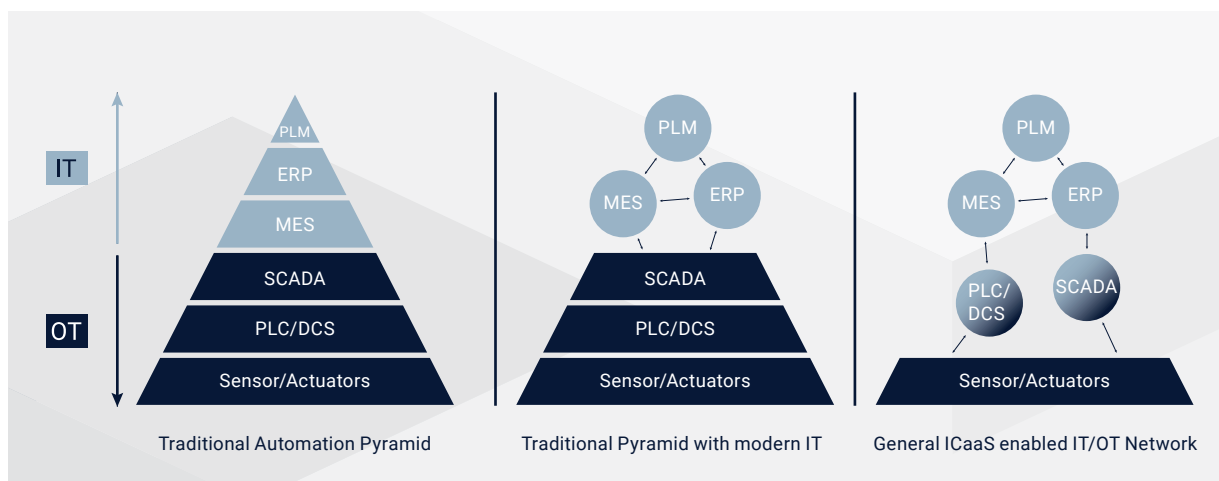 IT
OT
PLM
ERP
MES
SCADA
PLC/DCS
Sensor/Actuators
Traditional Automation Pyramid
PLM
MES
ERP
SCADA
PLC/DCS
Sensor/Actuators
Traditional Pyramid with modern IT
PLM
MES
ERP
PLC/
DCS
SCADA
Sensor/Actuators
General ICaaS enabled IT/OT Network